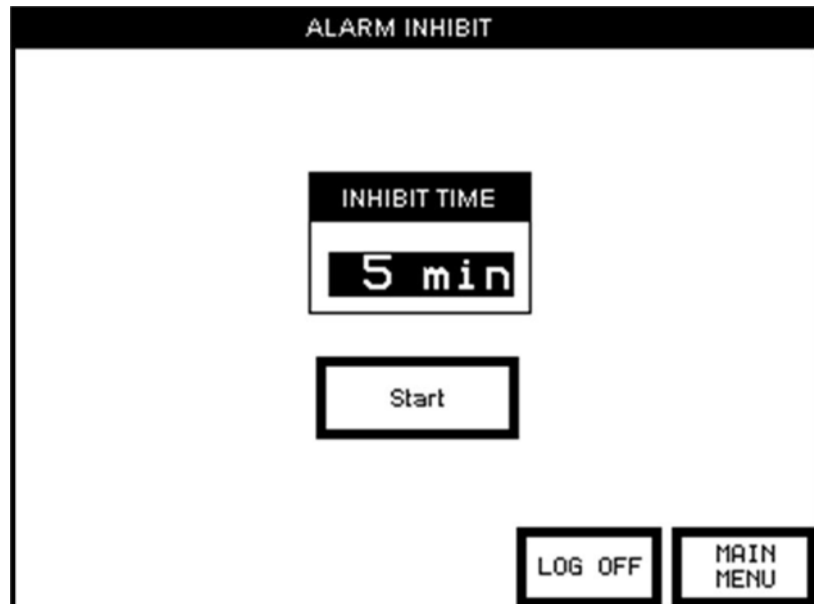 ALARM INHIBIT
INHIBIT TIME
5 min
Start
LOG OFF
MAIN
MENU